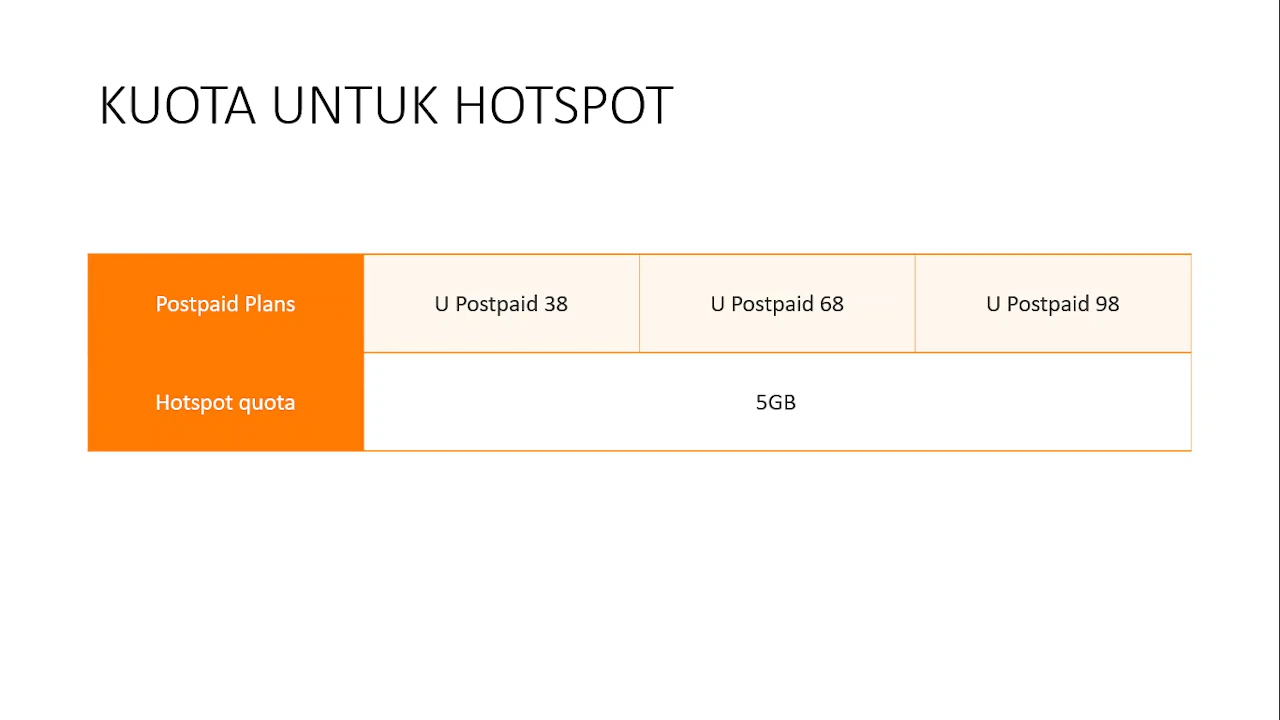 KUOTA UNTUK HOTSPOT
Postpaid Plans
U Postpaid 38
U Postpaid 68
U Postpaid 98
Hotspot quota
5GB